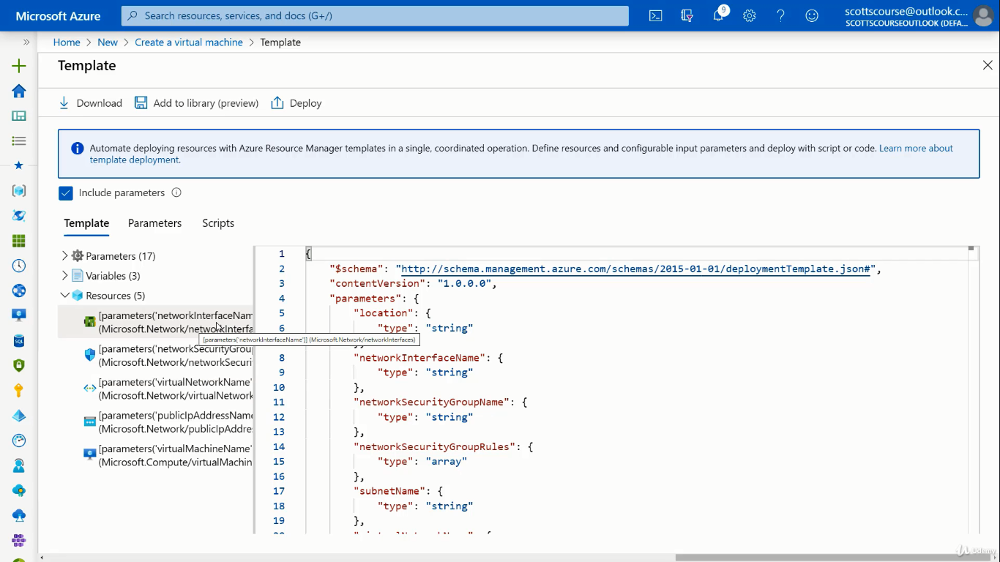 Microsoft Azure
Search resources, services, and docs (G+/)
9
scottscourse@outlook.c...
SCOTTSCOURSEOUTLOOK (DEFA...
Home > New > Create a virtual machine > Template
Template
Download
Add to library (preview)
Deploy
Automate deploying resources with Azure Resource Manager templates in a single, coordinated operation. Define resources and configurable input parameters and deploy with script or code. Learn more about
template deployment.
Include parameters
Template
Parameters
Scripts
Parameters (17)
Variables (3)
Resources (5)
[parameters('networkInterfaceNam
(Microsoft.Network/networkInterfa
[parameters('networkInterfaceName')] (Microsoft.Network/networkInterfaces)
[parameters('networkSecurityGroup
(Microsoft.Network/networkSecurit
[parameters('virtualNetworkName'
(Microsoft.Network/virtualNetwork
[parameters('publicIpAddressName
(Microsoft.Network/publicIpAddre
[parameters('virtualMachineName'
(Microsoft.Compute/virtualMachin
1 {
2 "$schema": "http://schema.management.azure.com/schemas/2015-01-01/deploymentTemplate.json#",
3 "contentVersion": "1.0.0.0",
4 "parameters": {
5 "location": {
6 "type": "string"
8 "networkInterfaceName": {
9 "type": "string"
10 },
11 "networkSecurityGroupName": {
12 "type": "string"
13 },
14 "networkSecurityGroupRules": {
15 "type": "array"
16 },
17 "subnetName": {
18 "type": "string"
19 },
Udemy